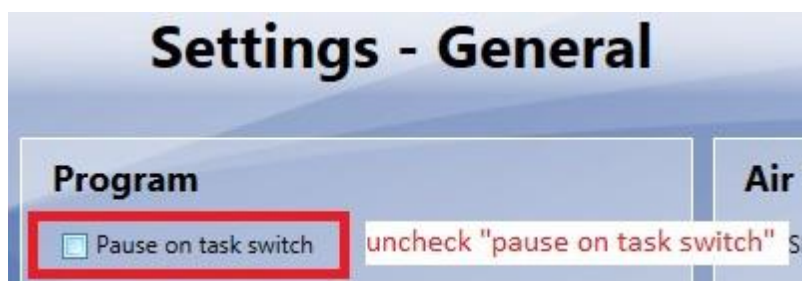 Settings - General
Program
Air
Pause on task switch
uncheck "pause on task switch"
S